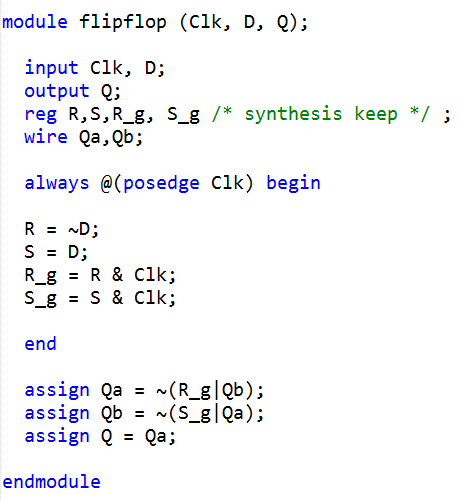 module flipflop (Clk, D, Q);
input Clk, D;
output Q;
reg R,S,R_g, S_g /* synthesis keep */ ;
wire Qa,Qb;
always @(posedge Clk) begin
R = ~D;
S = D;
R_g = R & Clk;
S_g = S & Clk;
end
assign Qa = ~(R_g|Qb);
assign Qb = ~(S_g|Qa);
assign Q = Qa;
endmodule